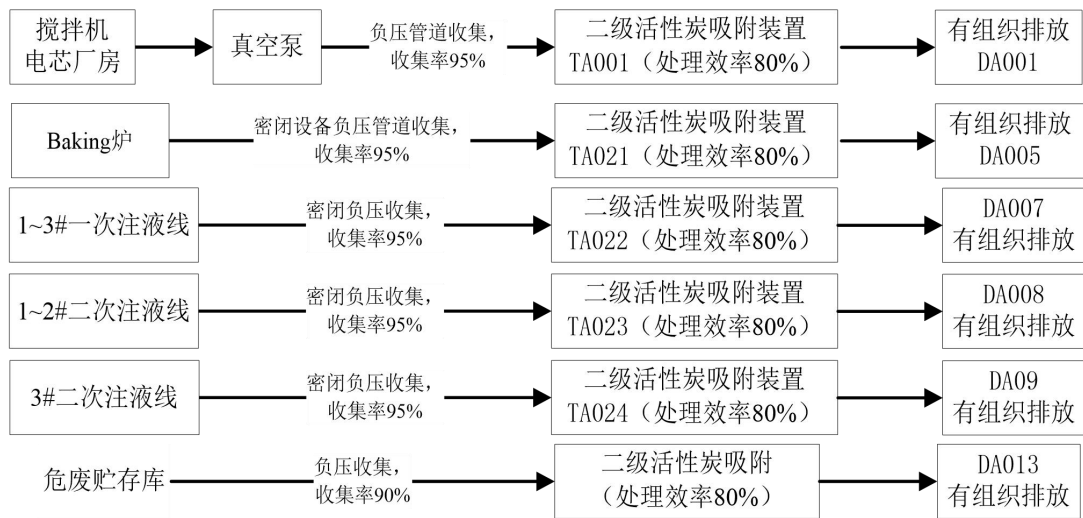 搅拌机
电芯厂房
真空泵
负压管道收集，
收集率95%
二级活性炭吸附装置
TA001（处理效率80%）
有组织排放
DA001
Baking炉
密闭设备负压管道收集，
收集率95%
二级活性炭吸附装置
TA021（处理效率80%）
有组织排放
DA005
1~3#一次注液线
密闭负压收集，
收集率95%
二级活性炭吸附装置
TA022（处理效率80%）
DA007
有组织排放
1~2#二次注液线
密闭负压收集，
收集率95%
二级活性炭吸附装置
TA023（处理效率80%）
DA008
有组织排放
3#二次注液线
密闭负压收集，
收集率95%
二级活性炭吸附装置
TA024（处理效率80%）
DA09
有组织排放
危废贮存库
负压收集，
收集率90%
二级活性炭吸附
（处理效率80%）
DA013
有组织排放